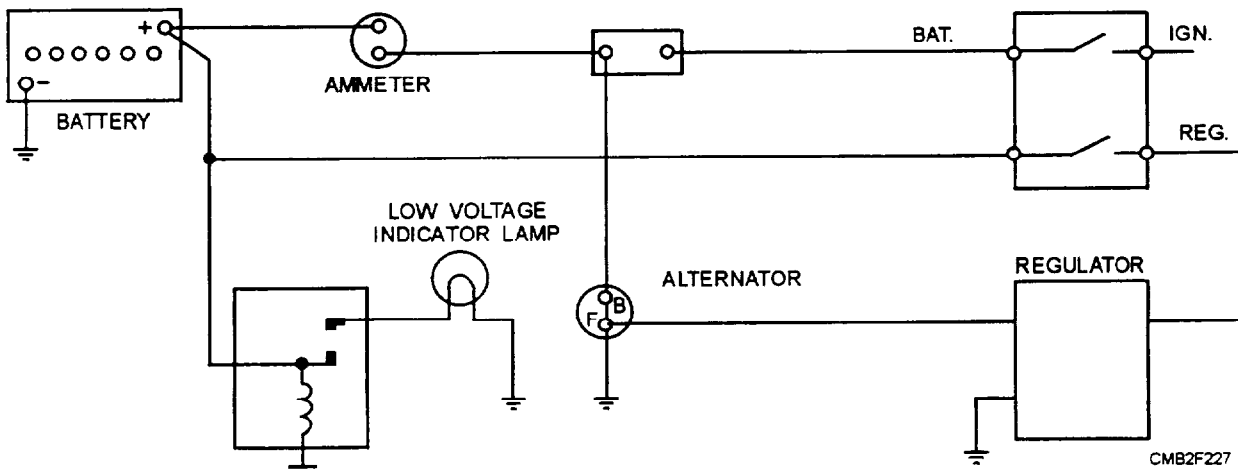 +
BAT.
IGN.
-
AMMETER
BATTERY
REG.
LOW VOLTAGE
INDICATOR LAMP
ALTERNATOR
REGULATOR
B
F
CMB2F227